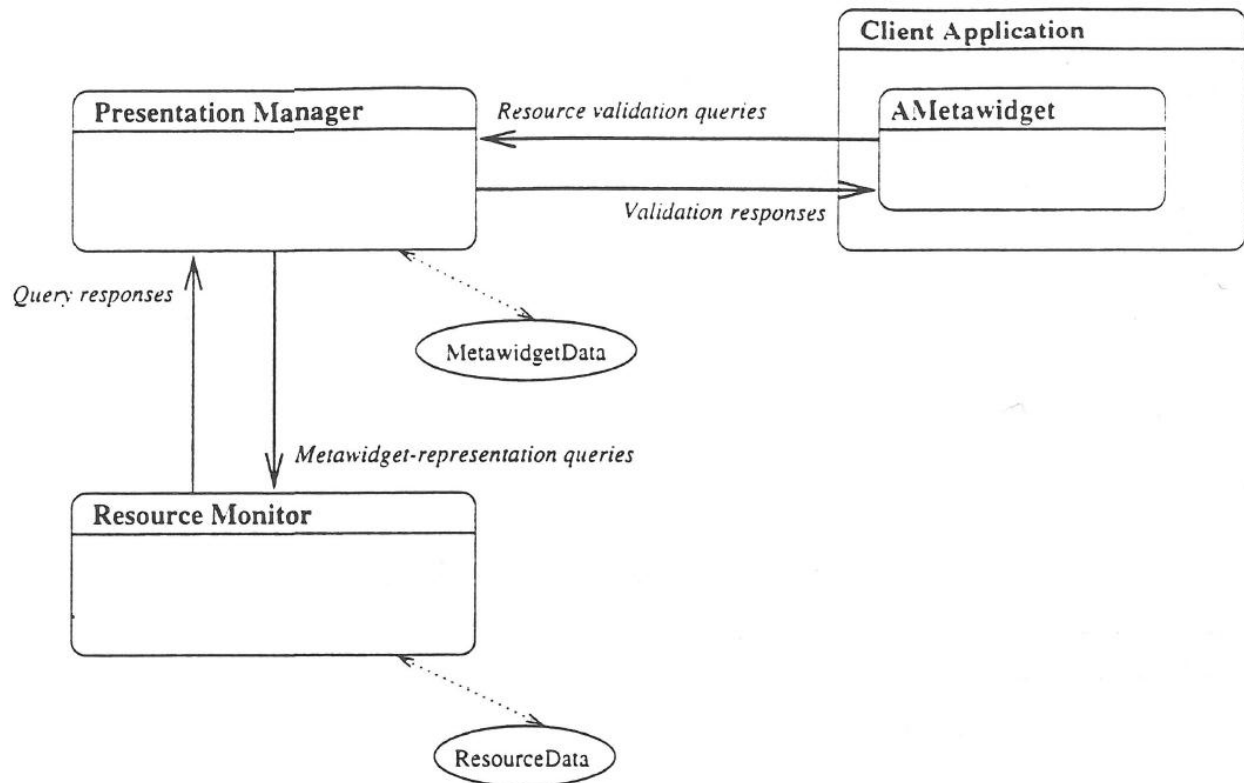 Client Application
Presentation Manager
Resource validation queries
AMetawidget
Validation responses
Query responses
MetawidgetData
Metawidget-representation queries
Resource Monitor
ResourceData